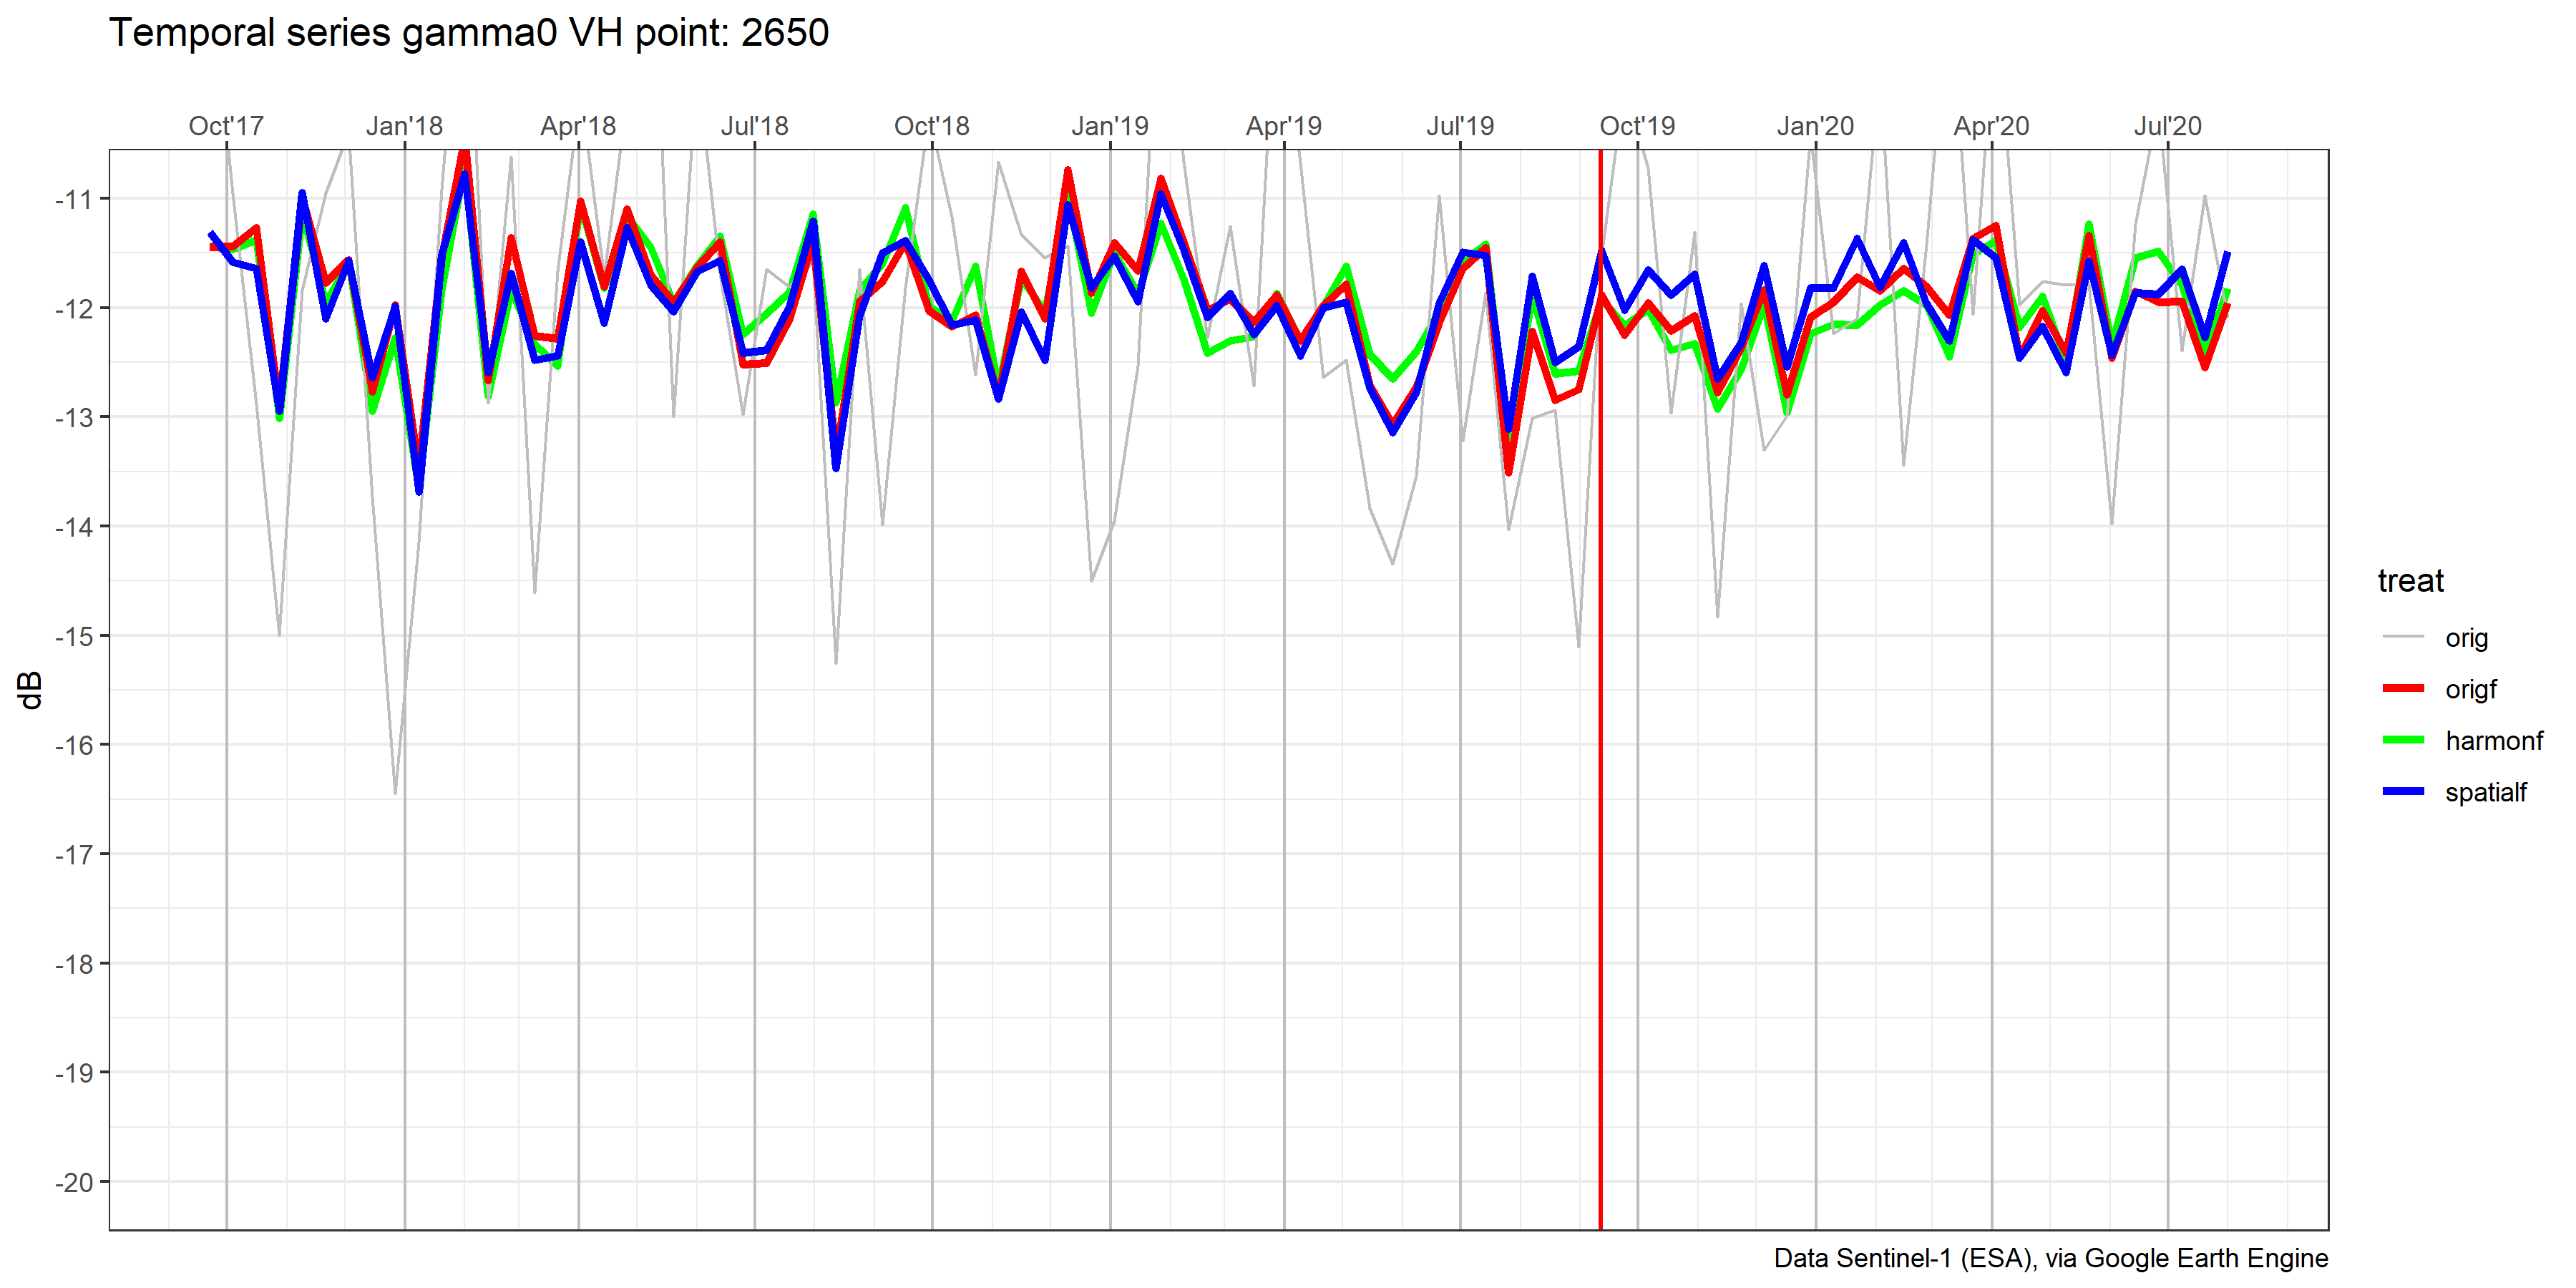 Temporal series gamma0 VH point: 2650
Oct'17 Jan'18 Apr'18 Jul'18 Oct'18 Jan'19 Apr'19 Jul'19 Oct'19 Jan'20 Apr'20 Jul'20
-11
-12
-13
-14
-15
-16
-17
-18
-19
-20
dB
treat
orig
origf
harmonf
spatialf
Data Sentinel-1 (ESA), via Google Earth Engine